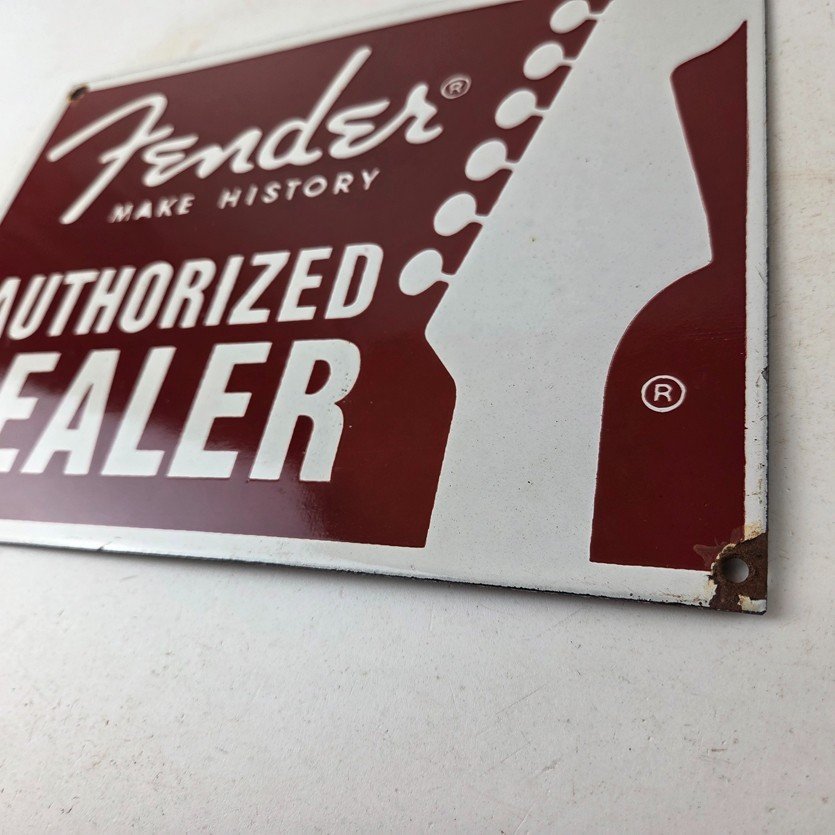 Fender®
MAKE HISTORY
AUTHORIZED
EALER
®